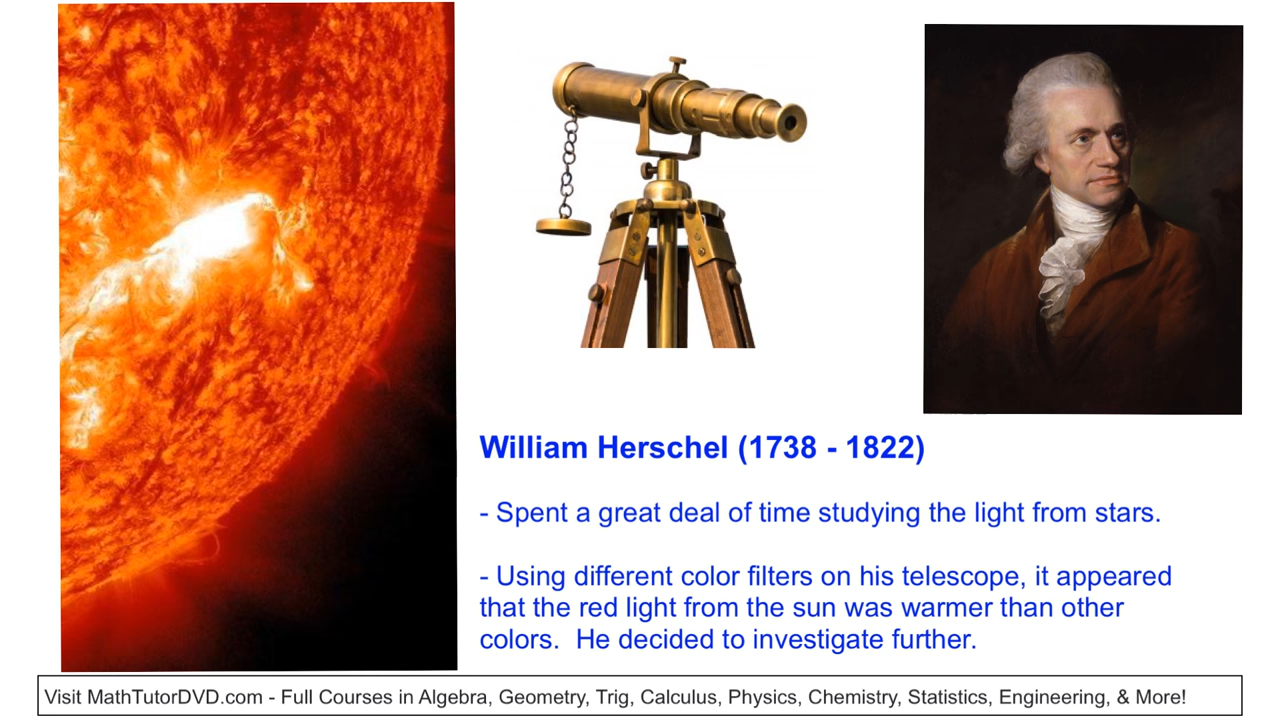 William Herschel (1738 - 1822)
- Spent a great deal of time studying the light from stars.
- Using different color filters on his telescope, it appeared
that the red light from the sun was warmer than other
colors.  He decided to investigate further.
Visit MathTutorDVD.com - Full Courses in Algebra, Geometry, Trig, Calculus, Physics, Chemistry, Statistics, Engineering, & More!